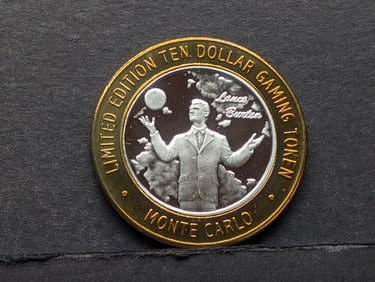 LIMITED EDITION TEN DOLLAR GAMING TOKEN
Lance
Burton
• MONTE CARLO •